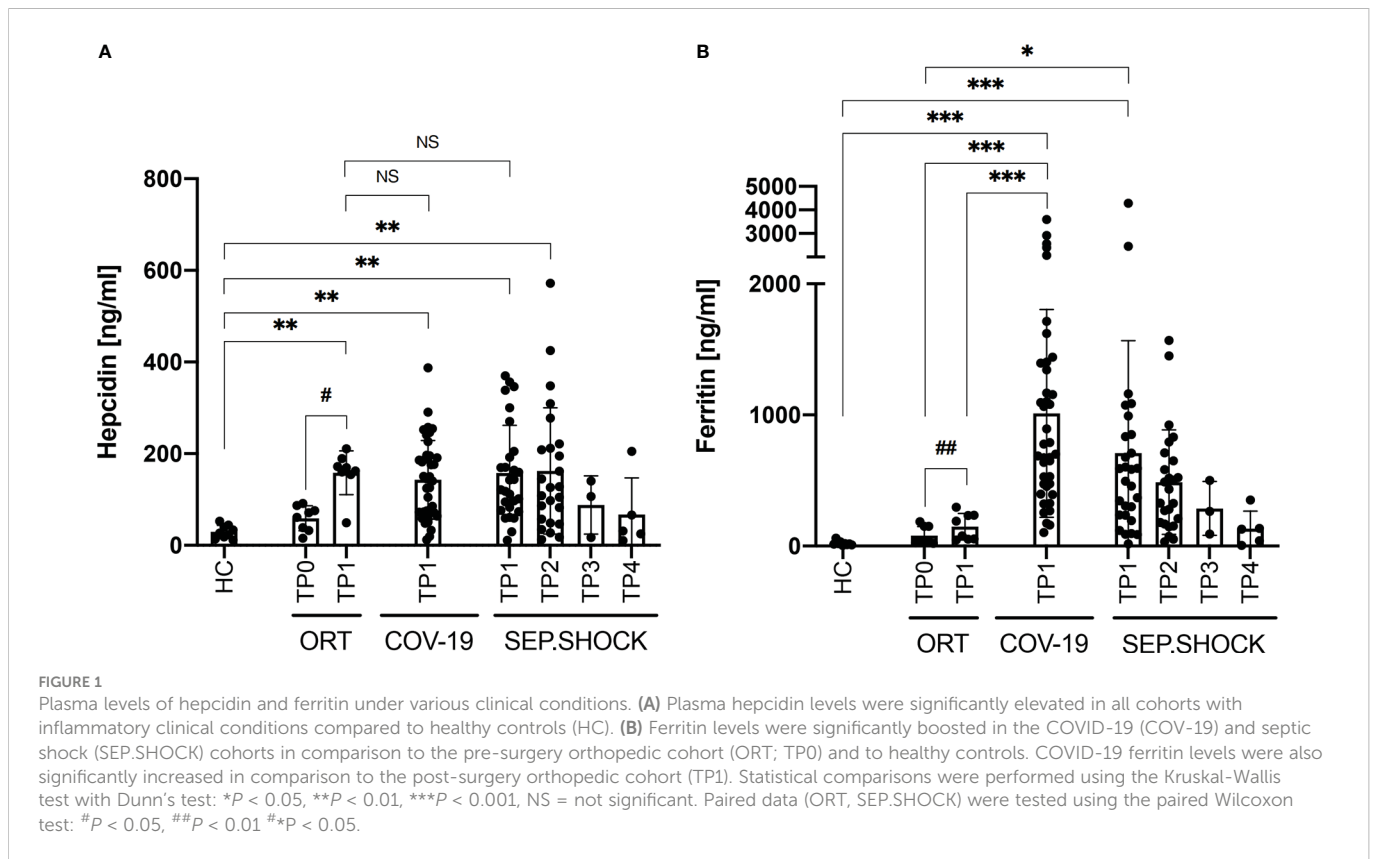 A
B
*
***
***
***
***
NS
NS
**
**
**
**
#
##
800
600
400
200
0
Hepcidin [ng/ml]
HC
TP0
TP1
TP1
TP1
TP2
TP3
TP4
ORT
COV-19
SEP.SHOCK
5000
4000
3000
2000
1000
0
Ferritin [ng/ml]
HC
TP0
TP1
TP1
TP1
TP2
TP3
TP4
ORT
COV-19
SEP.SHOCK
FIGURE 1
Plasma levels of hepcidin and ferritin under various clinical conditions. (A) Plasma hepcidin levels were significantly elevated in all cohorts with
inflammatory clinical conditions compared to healthy controls (HC). (B) Ferritin levels were significantly boosted in the COVID-19 (COV-19) and septic
shock (SEP.SHOCK) cohorts in comparison to the pre-surgery orthopedic cohort (ORT; TP0) and to healthy controls. COVID-19 ferritin levels were also
significantly increased in comparison to the post-surgery orthopedic cohort (TP1). Statistical comparisons were performed using the Kruskal-Wallis
test with Dunn's test: *P < 0.05, **P < 0.01, ***P < 0.001, NS = not significant. Paired data (ORT, SEP.SHOCK) were tested using the paired Wilcoxon
test: #P < 0.05, ##P < 0.01 #*P < 0.05.